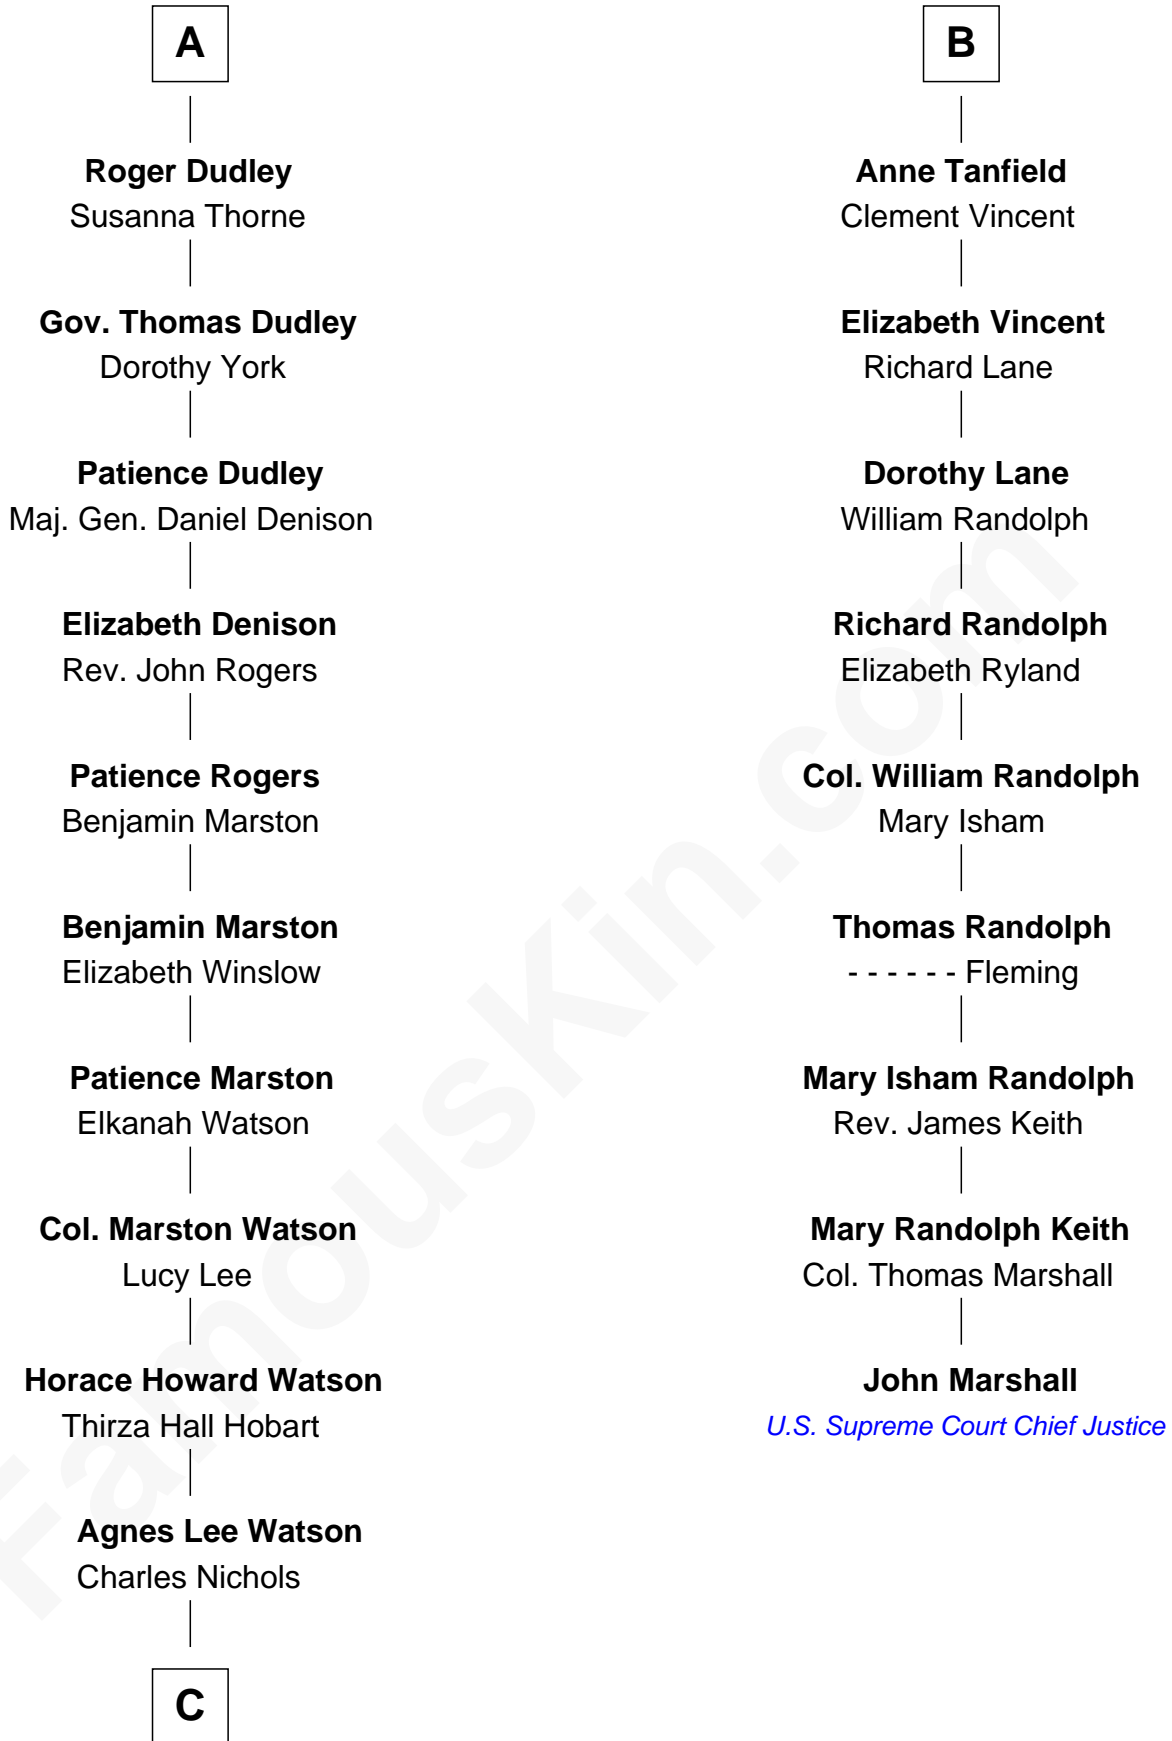 A
Roger Dudley
Susanna Thorne
Gov. Thomas Dudley
Dorothy York
Patience Dudley
Maj. Gen. Daniel Denison
Elizabeth Denison
Rev. John Rogers
Patience Rogers
Benjamin Marston
Benjamin Marston
Elizabeth Winslow
Patience Marston
Elkanah Watson
Col. Marston Watson
Lucy Lee
Horace Howard Watson
Thirza Hall Hobart
Agnes Lee Watson
Charles Nichols
C
B
Anne Tanfield
Clement Vincent
Elizabeth Vincent
Richard Lane
Dorothy Lane
William Randolph
Richard Randolph
Elizabeth Ryland
Col. William Randolph
Mary Isham
Thomas Randolph
- - - - - - Fleming
Mary Isham Randolph
Rev. James Keith
Mary Randolph Keith
Col. Thomas Marshall
John Marshall
U.S. Supreme Court Chief Justice
FamousKin.com